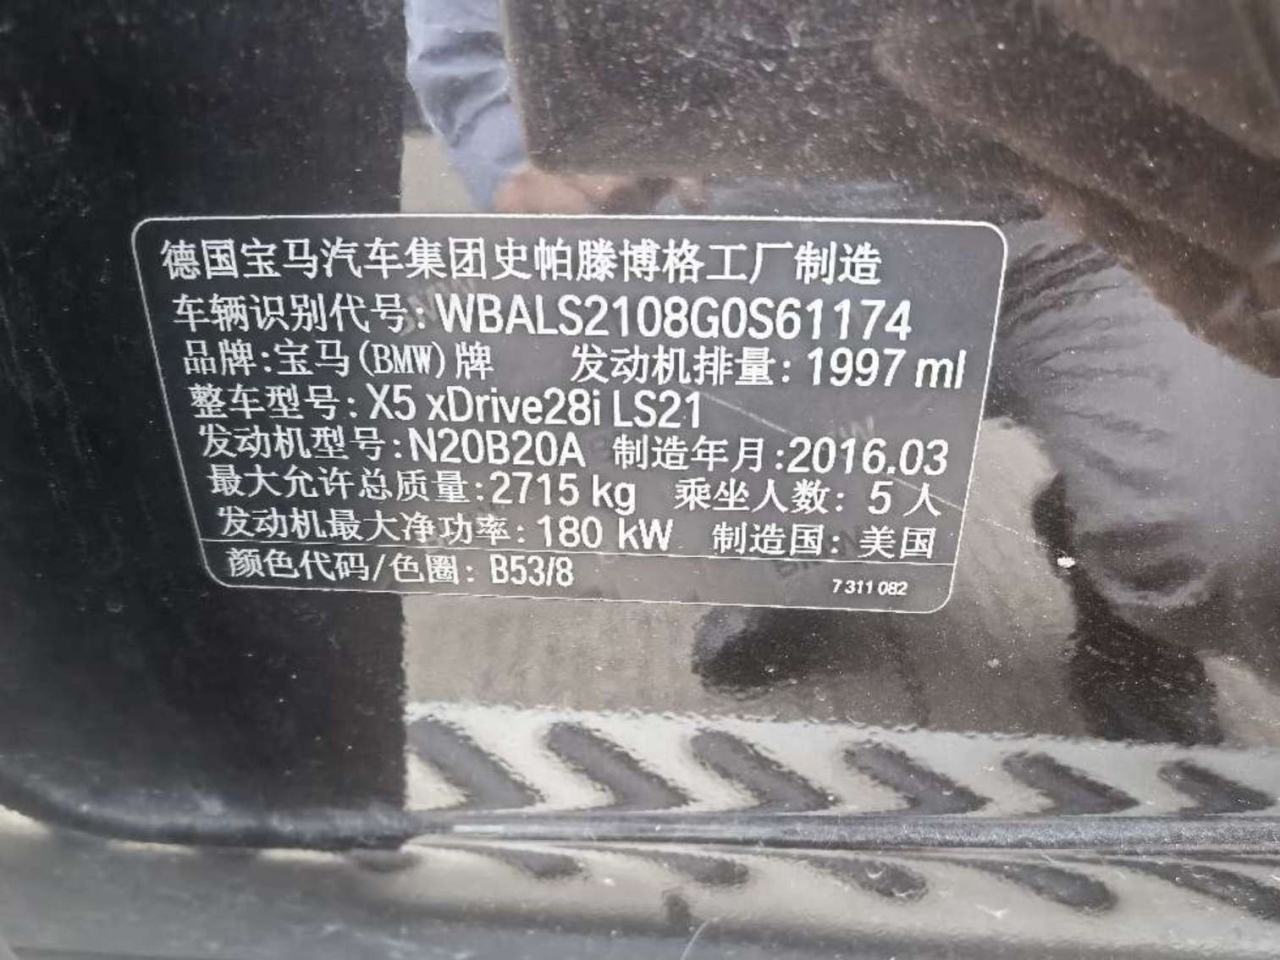 德国宝马汽车集团史帕滕博格工厂制造
车辆识别代号: WBALS2108G0S61174
品牌:宝马(BMW)牌 发动机排量: 1997 ml
整车型号: X5 xDrive28i LS21
发动机型号: N20B20A 制造年月:2016.03
最大允许总质量:2715 kg 乘坐人数: 5 人
发动机最大净功率: 180 kW 制造国: 美国
颜色代码/色圈: B53/8 7 311 082